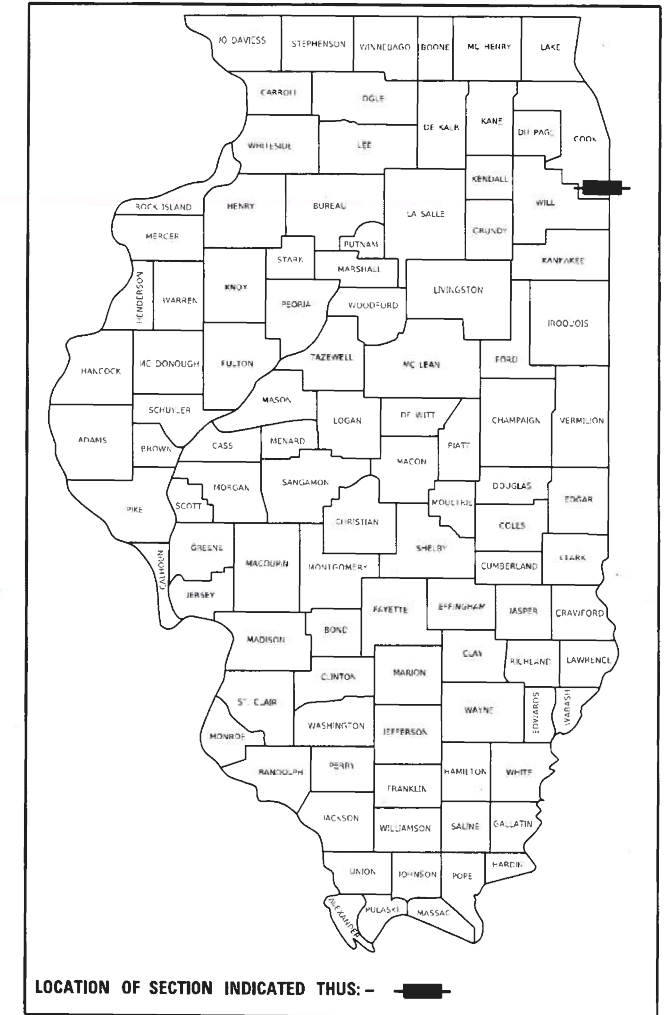 JO DAVIESS STEPHENSON WINNEBAGO BOONE MC HENRY LAKE
CARROLL OGLE
DE KALB KANE DU PAGE COOK
WHITESIDE LEE
KENDALL
ROCK ISLAND HENRY BUREAU LA SALLE WILL
MERCER PUTNAM GRUNDY
STARK MARSHALL KANKAKEE
HENDERSON WARREN KNOX PEORIA WOODFORD LIVINGSTON
IROQUOIS
HANCOCK MC DONOUGH FULTON TAZEWELL MC LEAN FORD
SCHUYLER MASON LOGAN DE WITT CHAMPAIGN VERMILION
ADAMS BROWN CASS MENARD PIATT
MACON
PIKE SCOTT MORGAN SANGAMON MOULTRIE DOUGLAS EDGAR
CHRISTIAN COLES
CALHOUN GREENE MACOUPIN MONTGOMERY SHELBY CUMBERLAND CLARK
JERSEY FAYETTE EFFINGHAM JASPER CRAWFORD
MADISON BOND
CLAY RICHLAND LAWRENCE
CLINTON MARION
ST. CLAIR WAYNE EDWARDS WABASH
MONROE WASHINGTON JEFFERSON
RANDOLPH PERRY HAMILTON WHITE
FRANKLIN
JACKSON WILLIAMSON SALINE GALLATIN
UNION JOHNSON POPE HARDIN
ALEXANDER PULASKI MASSAC
LOCATION OF SECTION INDICATED THUS: –